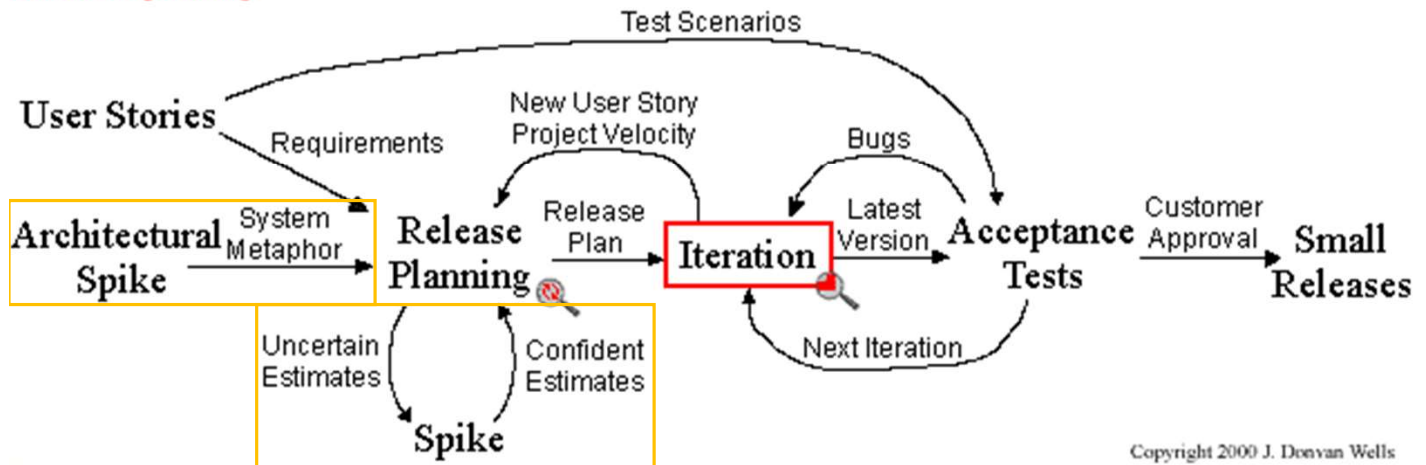 Test Scenarios
User Stories
New User Story
Project Velocity
Bugs
Requirements
Architectural
Spike
System
Metaphor
Release
Planning
Release
Plan
Iteration
Latest
Version
Acceptance
Tests
Customer
Approval
Small
Releases
Uncertain
Estimates
Confident
Estimates
Next Iteration
Spike
Copyright 2000 J. Donvan Wells